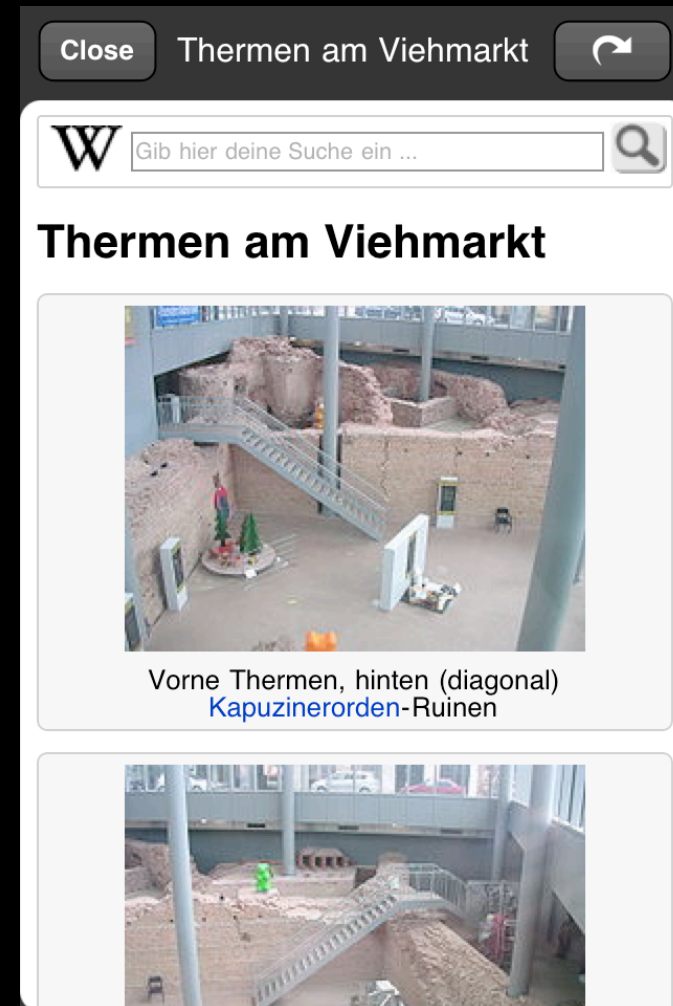 Close
Thermen am Viehmarkt
W
Gib hier deine Suche ein ...
Thermen am Viehmarkt
Vorne Thermen, hinten (diagonal)
Kapuzinerorden-Ruinen